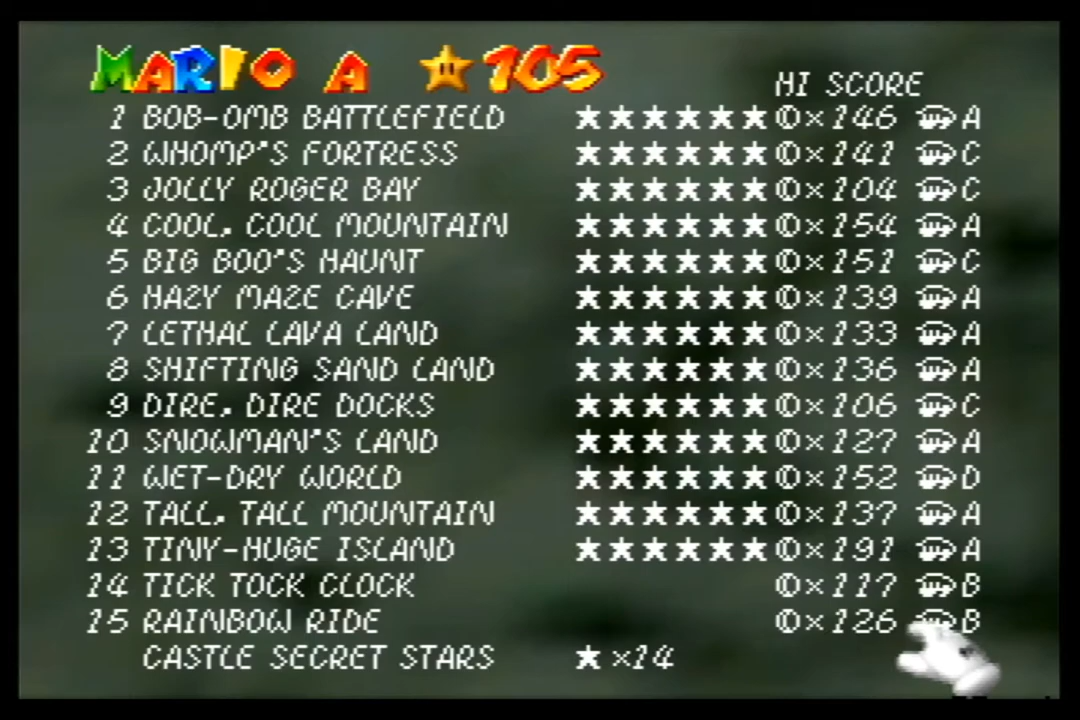 MARIO A ★105
HI SCORE
1 BOB-OMB BATTLEFIELD ★★★★★★ ©×146 A
2 WHOMP'S FORTRESS ★★★★★★ ©×141 C
3 JOLLY ROGER BAY ★★★★★★ ©×104 C
4 COOL, COOL MOUNTAIN ★★★★★★ ©×154 A
5 BIG BOO'S HAUNT ★★★★★★ ©×151 C
6 HAZY MAZE CAVE ★★★★★★ ©×139 A
7 LETHAL LAVA LAND ★★★★★★ ©×133 A
8 SHIFTING SAND LAND ★★★★★★ ©×136 A
9 DIRE, DIRE DOCKS ★★★★★★ ©×106 C
10 SNOWMAN'S LAND ★★★★★★ ©×127 A
11 WET-DRY WORLD ★★★★★★ ©×152 D
12 TALL, TALL MOUNTAIN ★★★★★★ ©×137 A
13 TINY-HUGE ISLAND ★★★★★★ ©×191 A
14 TICK TOCK CLOCK ©×117 B
15 RAINBOW RIDE ©×126 B
CASTLE SECRET STARS ★×14